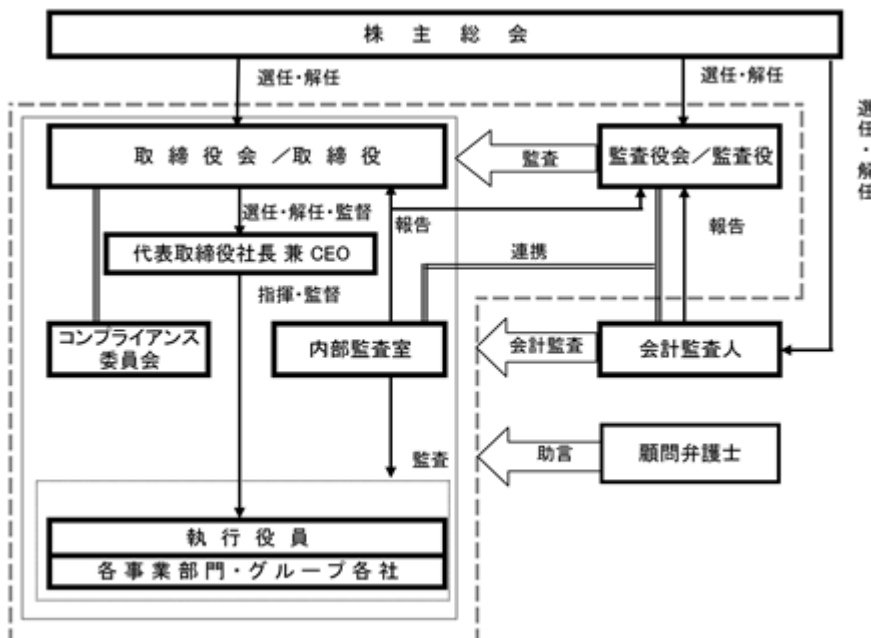 株主総会
選任・解任
選任・解任
選任・解任
取締役会／取締役
監査
監査役会／監査役
選任・解任・監督
報告
報告
代表取締役社長 兼 CEO
連携
指揮・監督
コンプライアンス
委員会
内部監査室
会計監査
会計監査人
監査
助言
顧問弁護士
執行役員
各事業部門・グループ各社